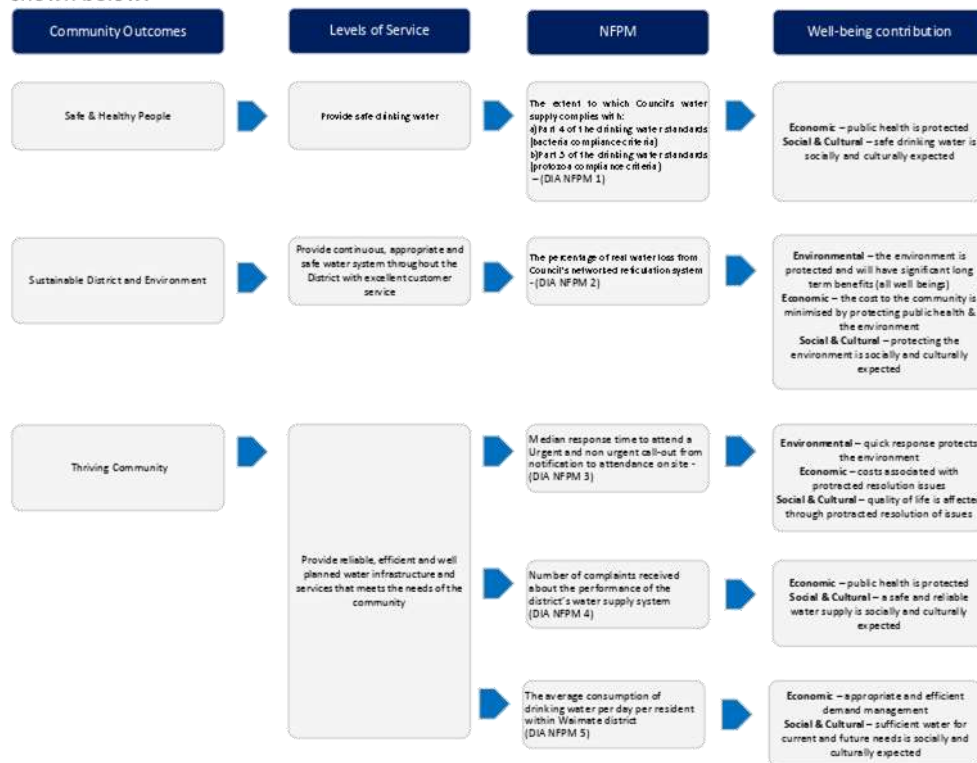 Community Outcomes
Levels of Service
NFPM
Well-being contribution
Safe & Healthy People
Provide safe drinking water
The extent to which Council's water
supply complies with:
a)Part 4 of the drinking water standards
(bacteria compliance criteria)
b)Part 5 of the drinking water standards
(protozoa compliance criteria)
– (DIA NFPM 1)
Economic – public health is protected
Social & Cultural – safe drinking water is
socially and culturally expected
Sustainable District and Environment
Provide continuous, appropriate and
safe water system throughout the
District with excellent customer
service
The percentage of real water loss from
Council's networked reticulation system
- (DIA NFPM 2)
Environmental – the environment is
protected and will have significant long
term benefits (all well beings)
Economic – the cost to the community is
minimised by protecting public health &
the environment
Social & Cultural – protecting the
environment is socially and culturally
expected
Thriving Community
Provide reliable, efficient and well
planned water infrastructure and
services that meets the needs of the
community
Median response time to attend a
Urgent and non urgent call-out from
notification to attendance on site -
(DIA NFPM 3)
Environmental – quick response protects
the environment
Economic – costs associated with
protracted resolution issues
Social & Cultural – quality of life is affected
through protracted resolution of issues
Number of complaints received
about the performance of the
district's water supply system
(DIA NFPM 4)
Economic – public health is protected
Social & Cultural – a safe and reliable
water supply is socially and culturally
expected
The average consumption of
drinking water per day per resident
within Waimate district
(DIA NFPM 5)
Economic – appropriate and efficient
demand management
Social & Cultural – sufficient water for
current and future needs is socially and
culturally expected